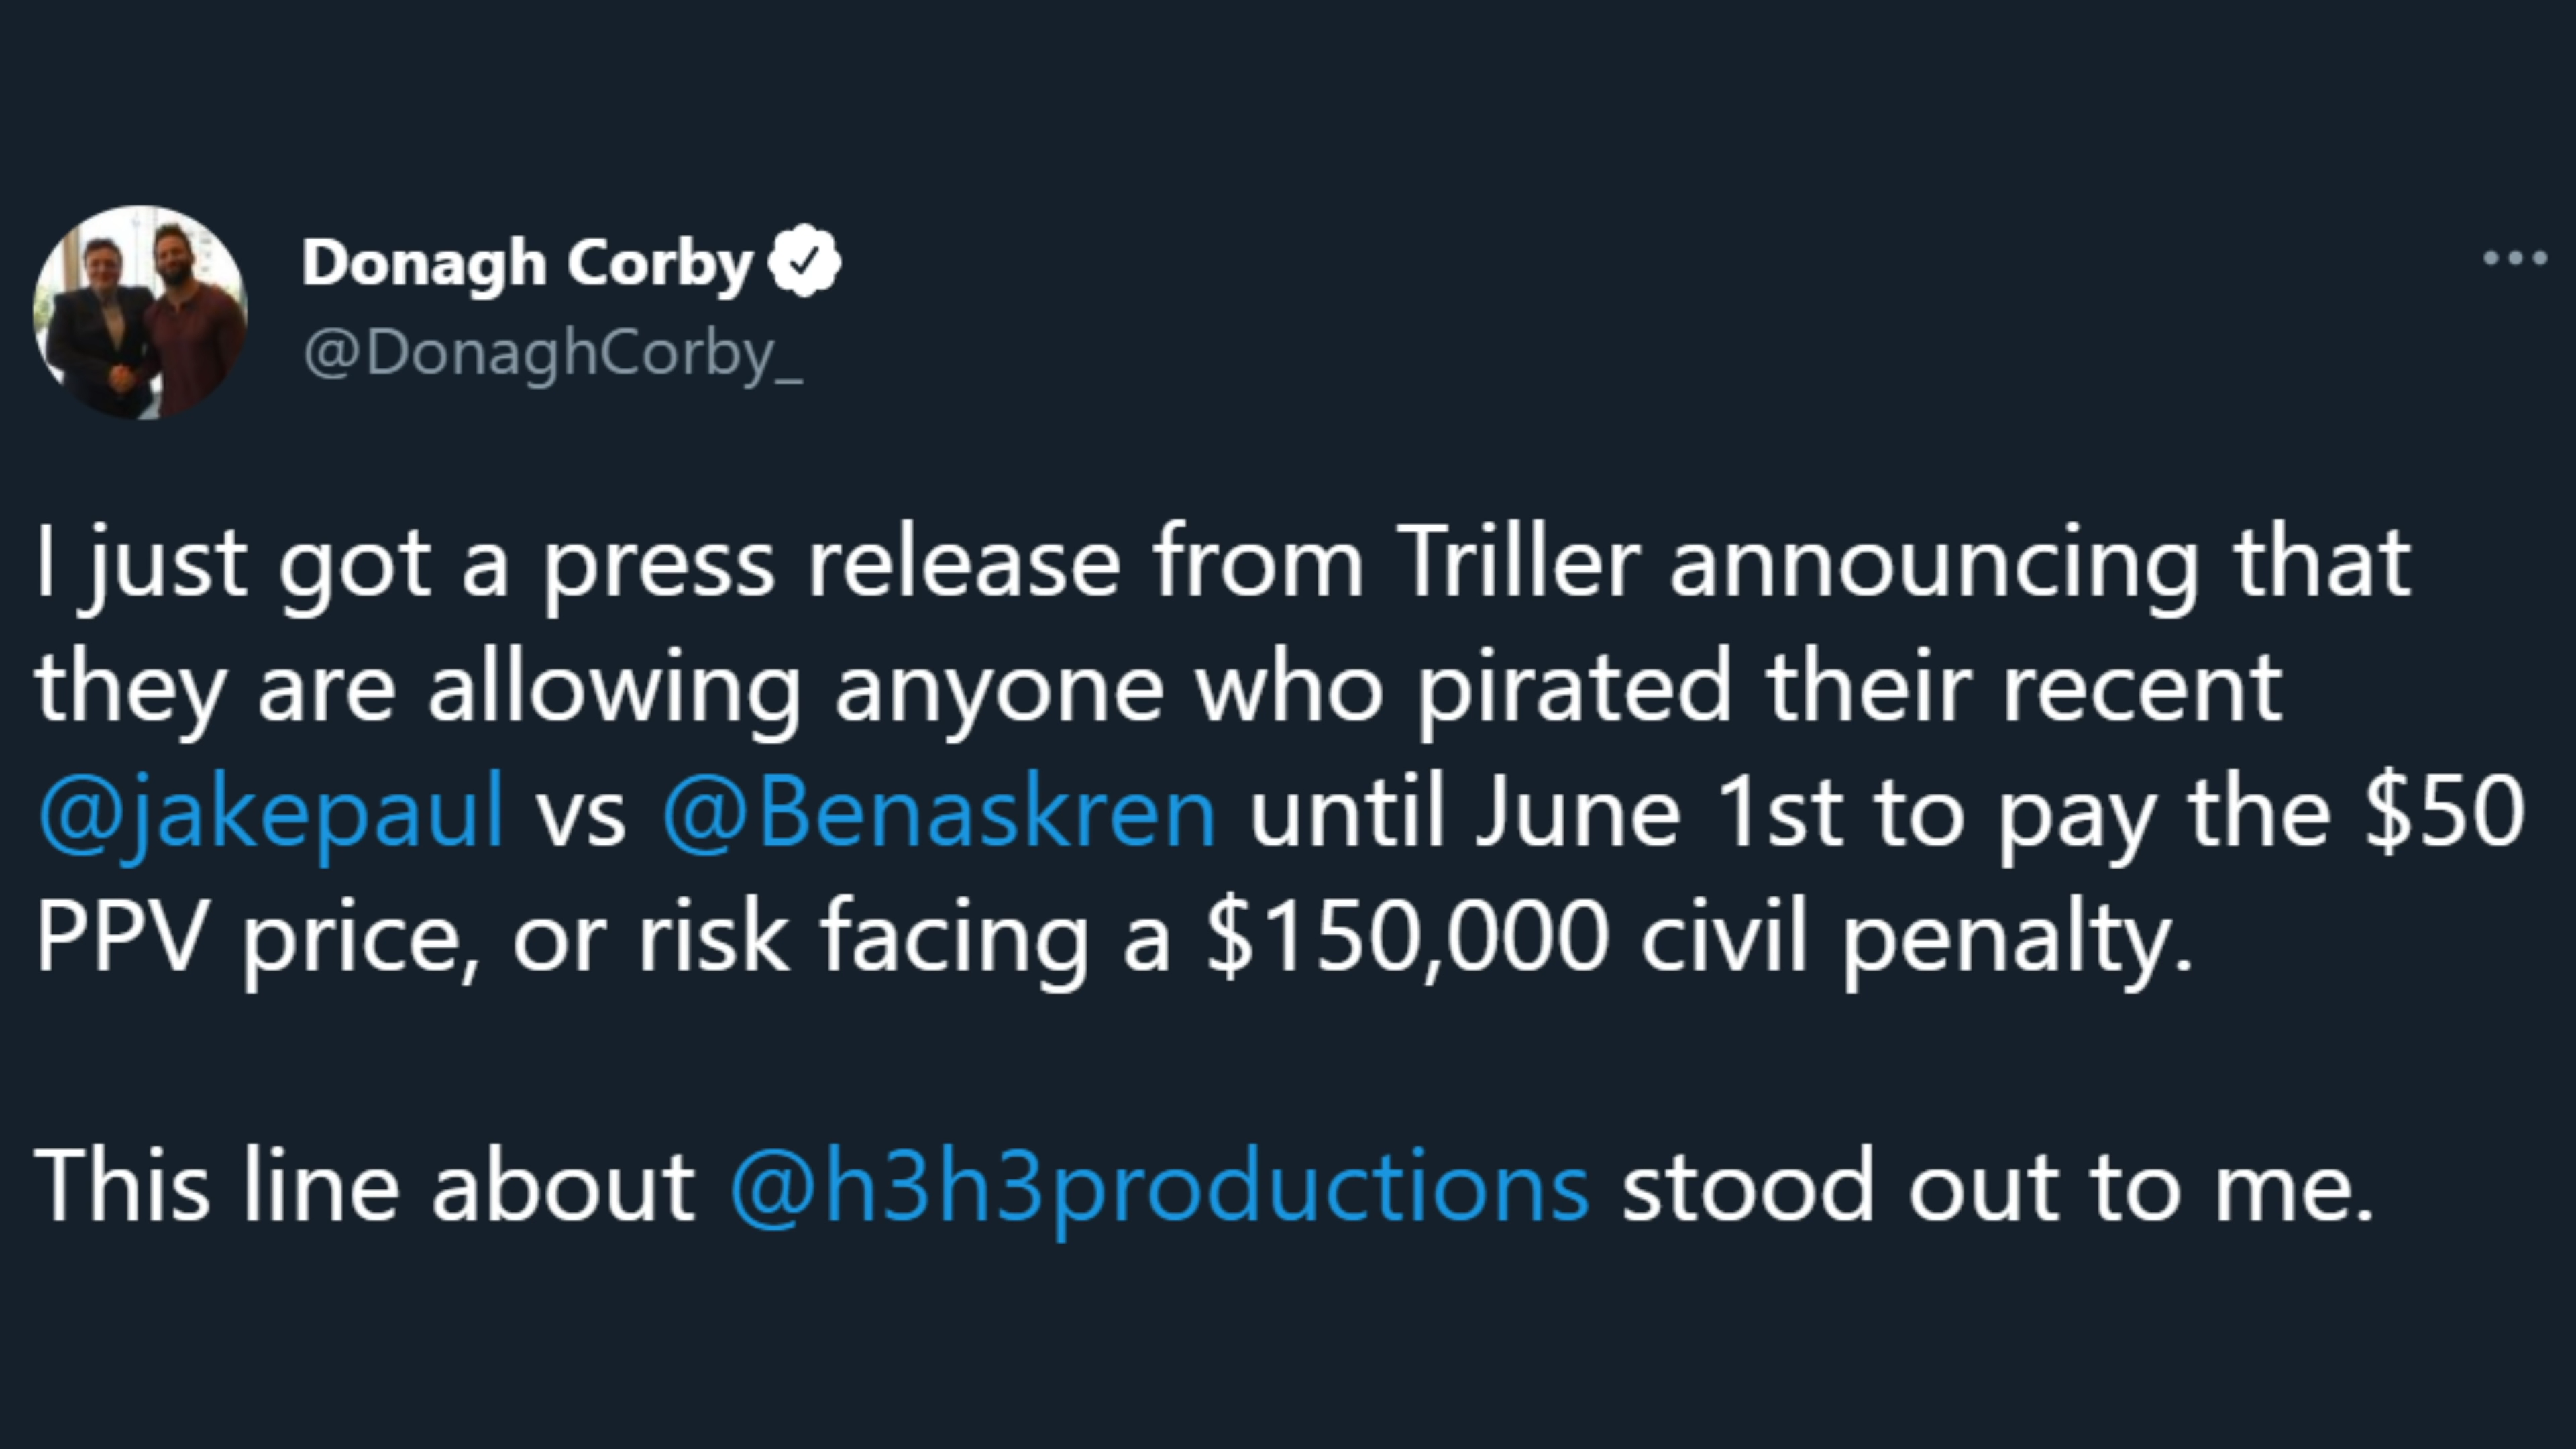 Donagh Corby
@DonaghCorby_
I just got a press release from Triller announcing that
they are allowing anyone who pirated their recent
@jakepaul vs @Benaskren until June 1st to pay the $50
PPV price, or risk facing a $150,000 civil penalty.
This line about @h3h3productions stood out to me.